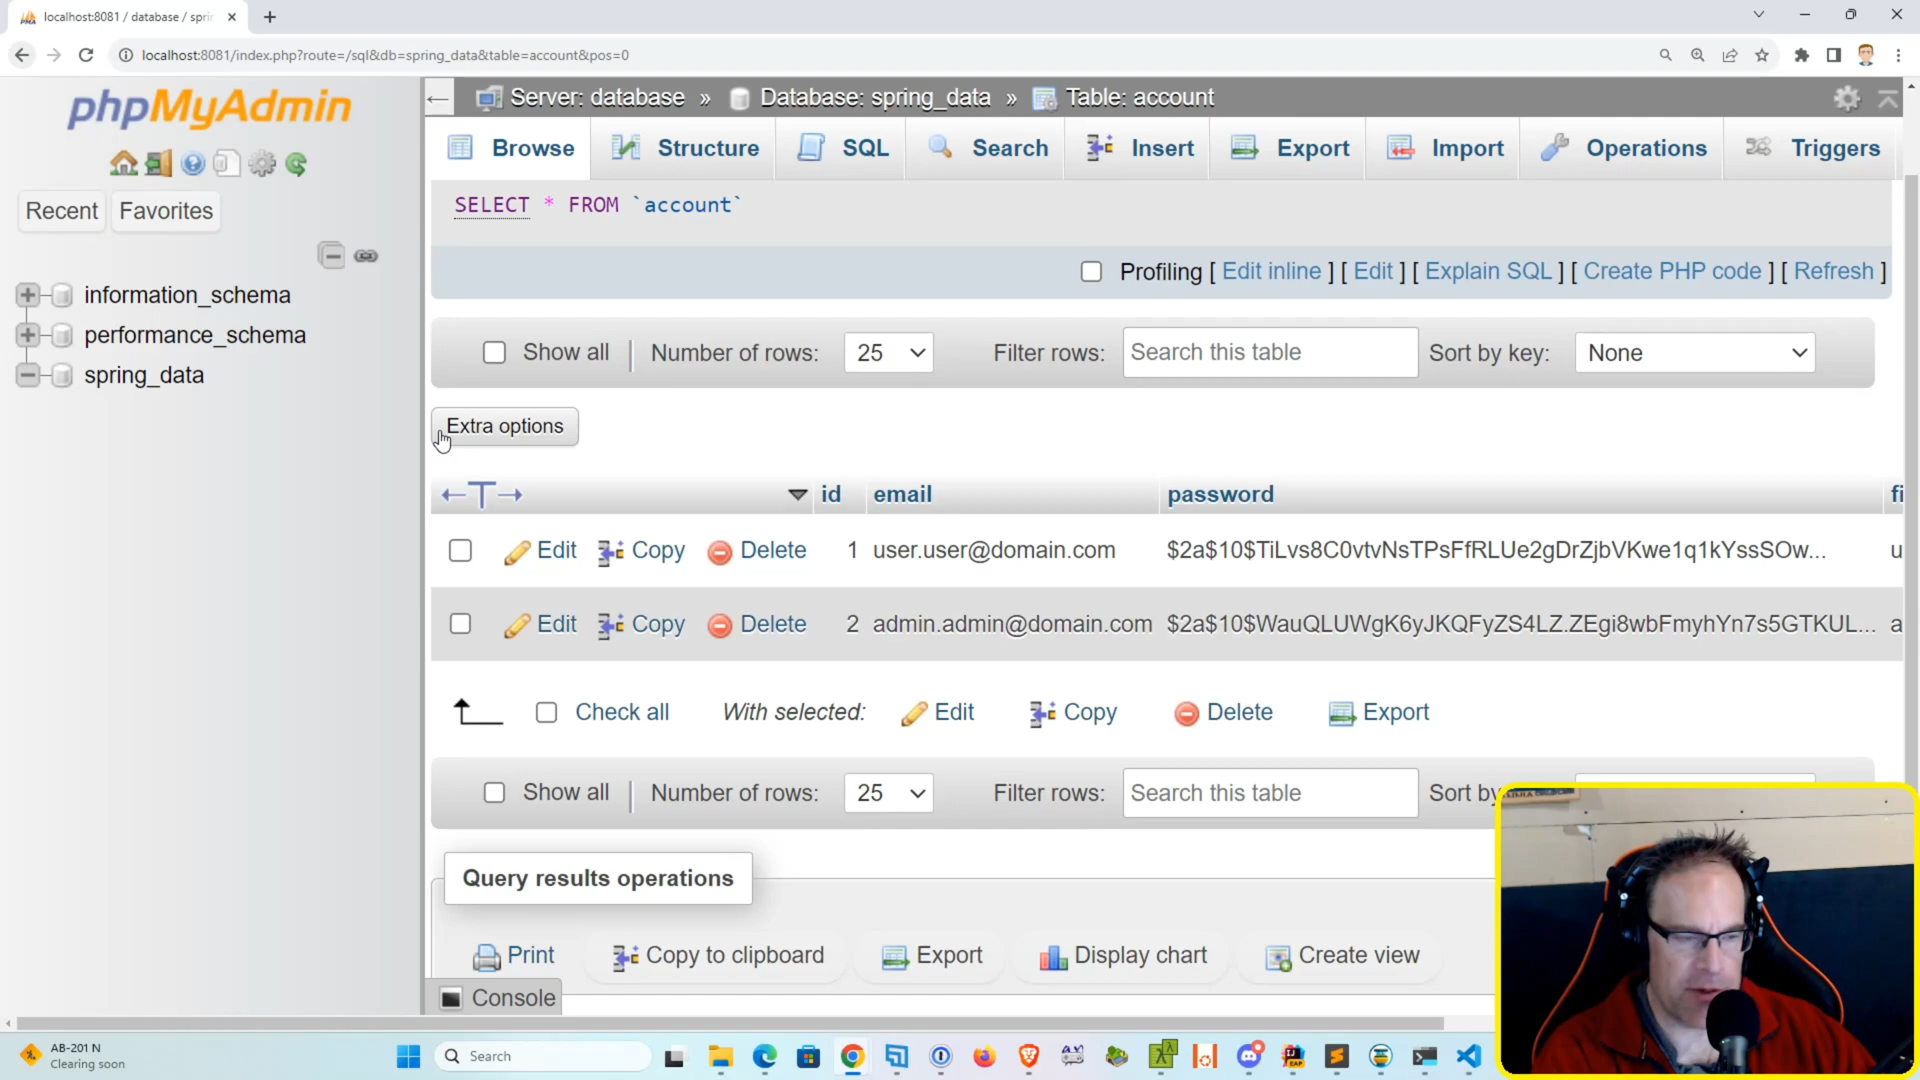 localhost:8081 / database / spri
localhost:8081/index.php?route=/sql&db=spring_data&table=account&pos=0
phpMyAdmin
Recent Favorites
information_schema
performance_schema
spring_data
Server: database » Database: spring_data » Table: account
Browse Structure SQL Search Insert Export Import Operations Triggers
SELECT * FROM `account`
Profiling [ Edit inline ] [ Edit ] [ Explain SQL ] [ Create PHP code ] [ Refresh ]
Show all Number of rows: 25 Filter rows: Search this table Sort by key: None
Extra options
←T→ id email password fi
Edit Copy Delete 1 user.user@domain.com $2a$10$TiLvs8C0vtvNsTPsFfRLUe2gDrZjbVKwe1q1kYssSOw... u
Edit Copy Delete 2 admin.admin@domain.com $2a$10$WauQLUWgK6yJKQFyZS4LZ.ZEgi8wbFmyhYn7s5GTKUL... a
Check all With selected: Edit Copy Delete Export
Show all Number of rows: 25 Filter rows: Search this table Sort by
Query results operations
Print Copy to clipboard Export Display chart Create view
Console
AB-201 N
Clearing soon
Search